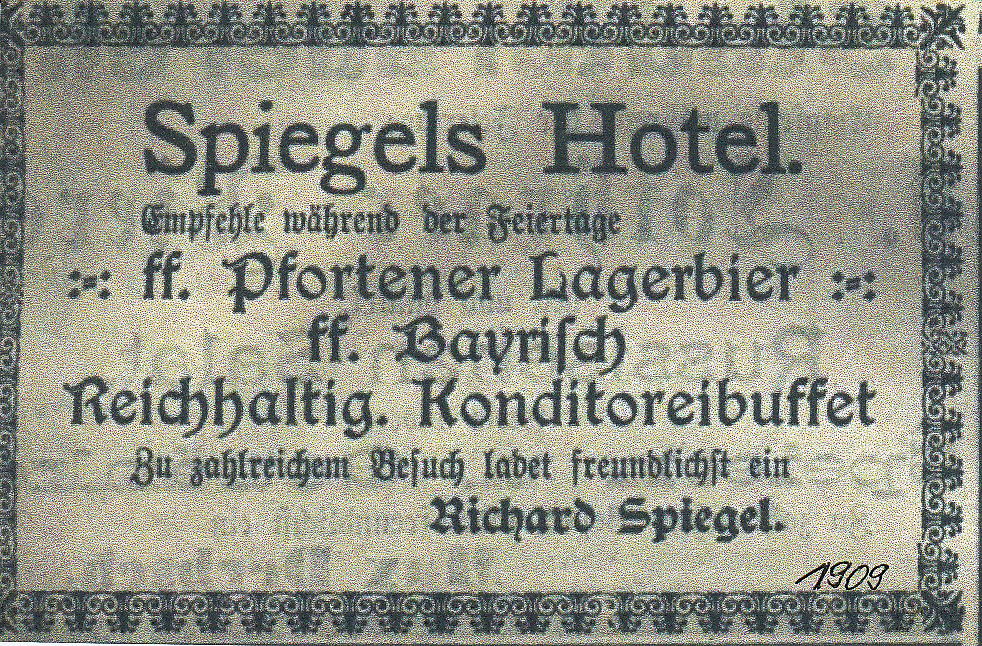 Spiegels Hotel.
Empfehle während der Feiertage
:-: ff. Pfortener Lagerbier :-:
ff. Bayriſch
Reichhaltig. Konditoreibuffet
Zu zahlreichem Beſuch ladet freundlichſt ein
Richard Spiegel.
1909